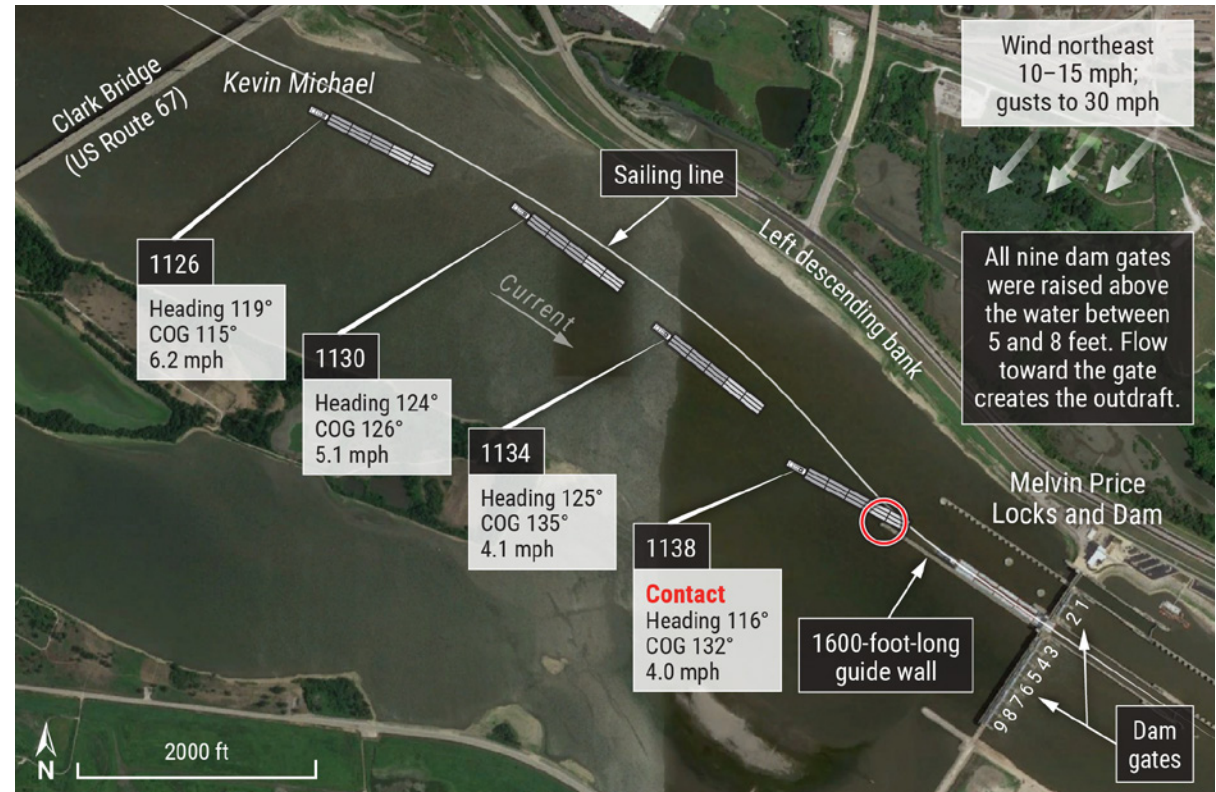 Clark Bridge
(US Route 67)
Kevin Michael
Wind northeast
10–15 mph;
gusts to 30 mph
Sailing line
Left descending bank
Current
All nine dam gates
were raised above
the water between
5 and 8 feet. Flow
toward the gate
creates the outdraft.
1126
Heading 119°
COG 115°
6.2 mph
1130
Heading 124°
COG 126°
5.1 mph
1134
Heading 125°
COG 135°
4.1 mph
1138
Contact
Heading 116°
COG 132°
4.0 mph
Melvin Price
Locks and Dam
1600-foot-long
guide wall
9 8 7 6 5 4 3 2 1
Dam
gates
N
2000 ft